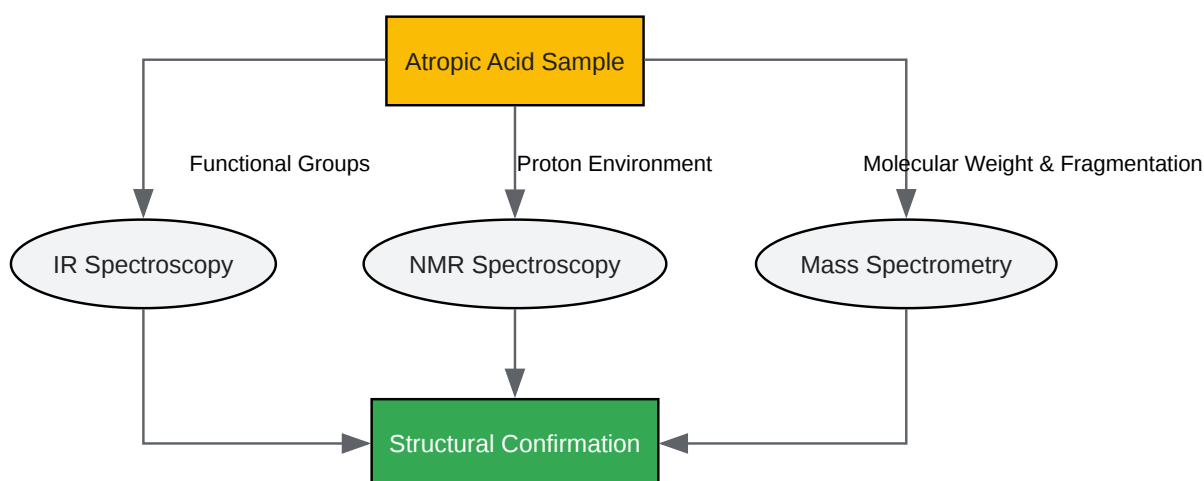 Atropic Acid Sample
Functional Groups
Proton Environment
Molecular Weight & Fragmentation
IR Spectroscopy
NMR Spectroscopy
Mass Spectrometry
Structural Confirmation